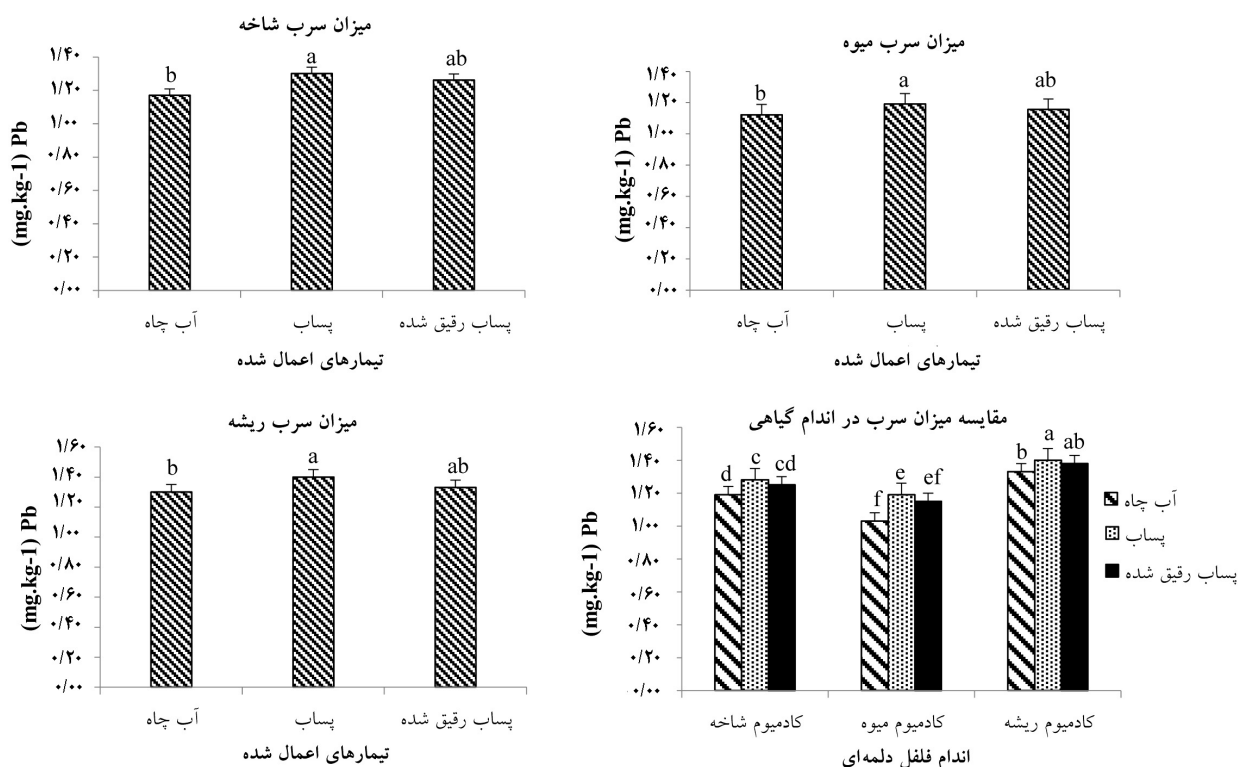 میزان سرب شاخه
(mg.kg-1) Pb
۱/۴۰
۱/۲۰
۱/۰۰
۰/۸۰
۰/۶۰
۰/۴۰
۰/۲۰
۰/۰۰
b
a
ab
آب چاه
پساب
پساب رقیق شده
تیمارهای اعمال شده
میزان سرب میوه
(mg.kg-1) Pb
۱/۴۰
۱/۲۰
۱/۰۰
۰/۸۰
۰/۶۰
۰/۴۰
۰/۲۰
۰/۰۰
b
a
ab
آب چاه
پساب
پساب رقیق شده
تیمارهای اعمال شده
میزان سرب ریشه
(mg.kg-1) Pb
۱/۶۰
۱/۴۰
۱/۲۰
۱/۰۰
۰/۸۰
۰/۶۰
۰/۴۰
۰/۲۰
۰/۰۰
b
a
ab
آب چاه
پساب
پساب رقیق شده
تیمارهای اعمال شده
مقایسه میزان سرب در اندام گیاهی
(mg.kg-1) Pb
۱/۶۰
۱/۴۰
۱/۲۰
۱/۰۰
۰/۸۰
۰/۶۰
۰/۴۰
۰/۲۰
۰/۰۰
d
c
cd
f
e
ef
b
a
ab
کادمیوم شاخه
کادمیوم میوه
کادمیوم ریشه
اندام فلفل دلمه‌ای
آب چاه
پساب
پساب رقیق شده